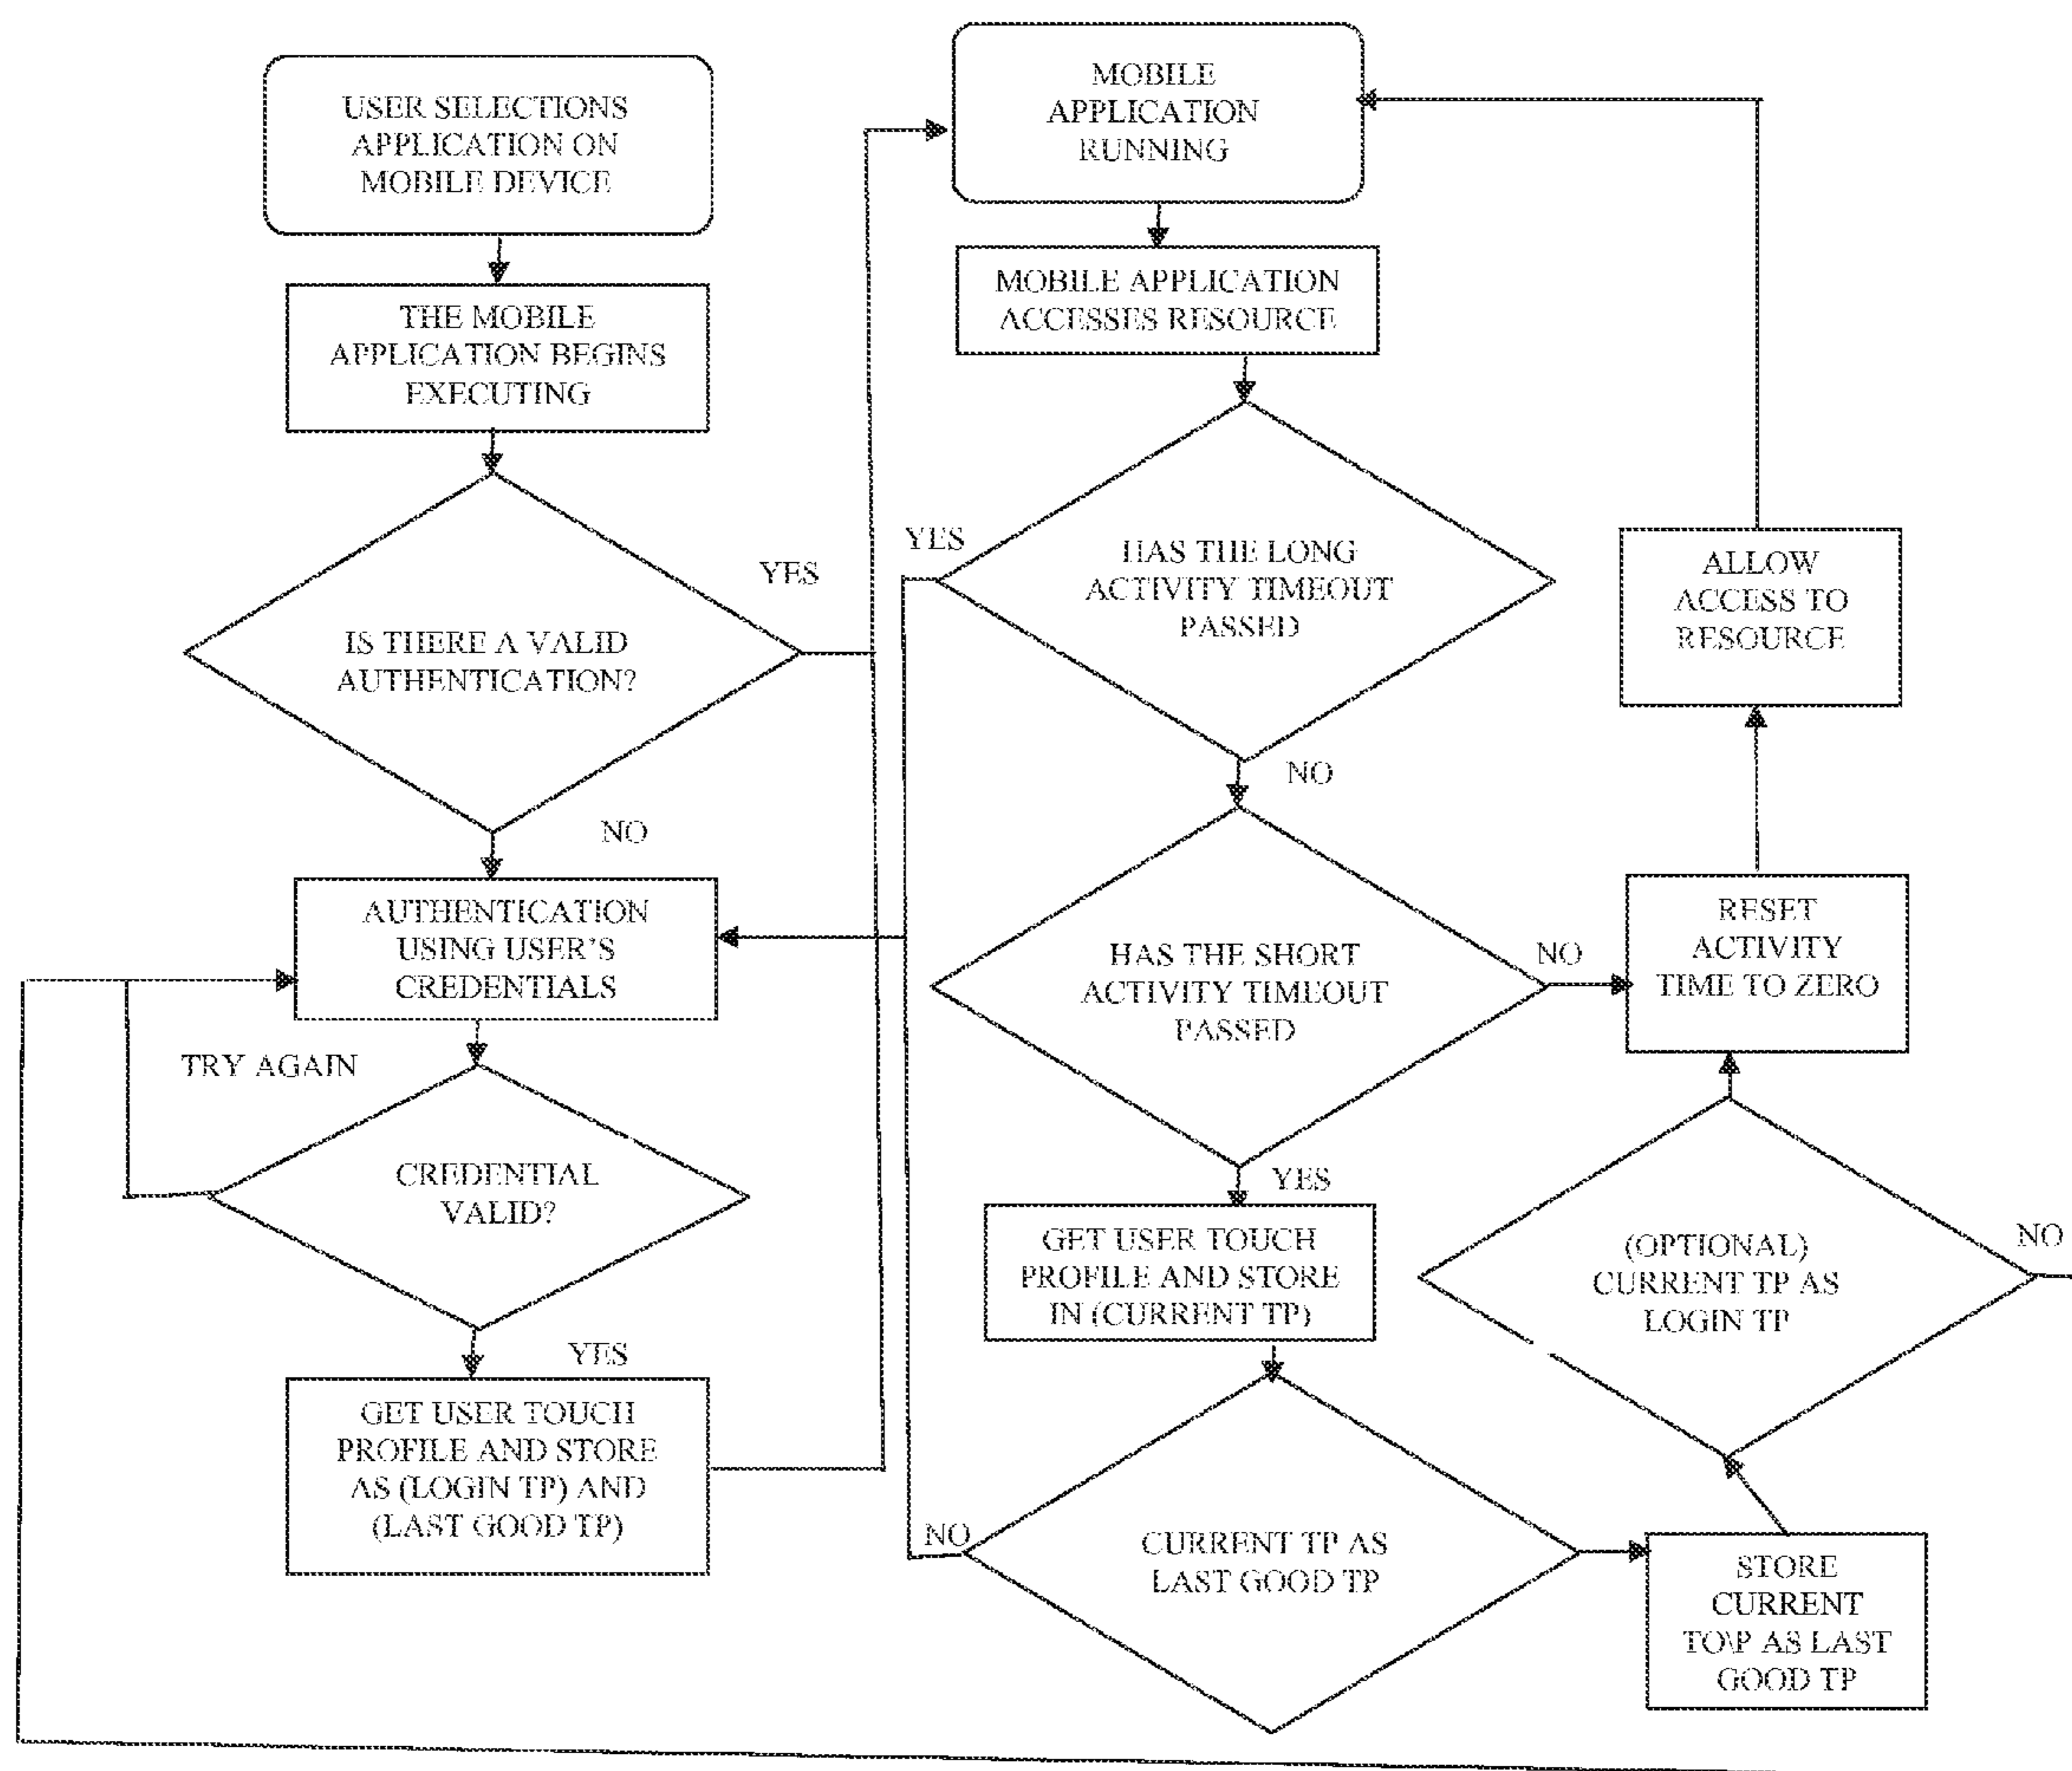 USER SELECTIONS
APPLICATION ON
MOBILE DEVICE
THE MOBILE
APPLICATION BEGINS
EXECUTING
IS THERE A VALID
AUTHENTICATION?
YES
NO
AUTHENTICATION
USING USER'S
CREDENTIALS
TRY AGAIN
CREDENTIAL
VALID?
YES
GET USER TOUCH
PROFILE AND STORE
AS (LOGIN TP) AND
(LAST GOOD TP)
MOBILE
APPLICATION
RUNNING
MOBILE APPLICATION
ACCESSES RESOURCE
YES
HAS THE LONG
ACTIVITY TIMEOUT
PASSED
NO
HAS THE SHORT
ACTIVITY TIMEOUT
PASSED
NO
YES
GET USER TOUCH
PROFILE AND STORE
IN (CURRENT TP)
NO
CURRENT TP AS
LAST GOOD TP
ALLOW
ACCESS TO
RESOURCE
RESET
ACTIVITY
TIME TO ZERO
(OPTIONAL)
CURRENT TP AS
LOGIN TP
NO
STORE
CURRENT
TO\P AS LAST
GOOD TP